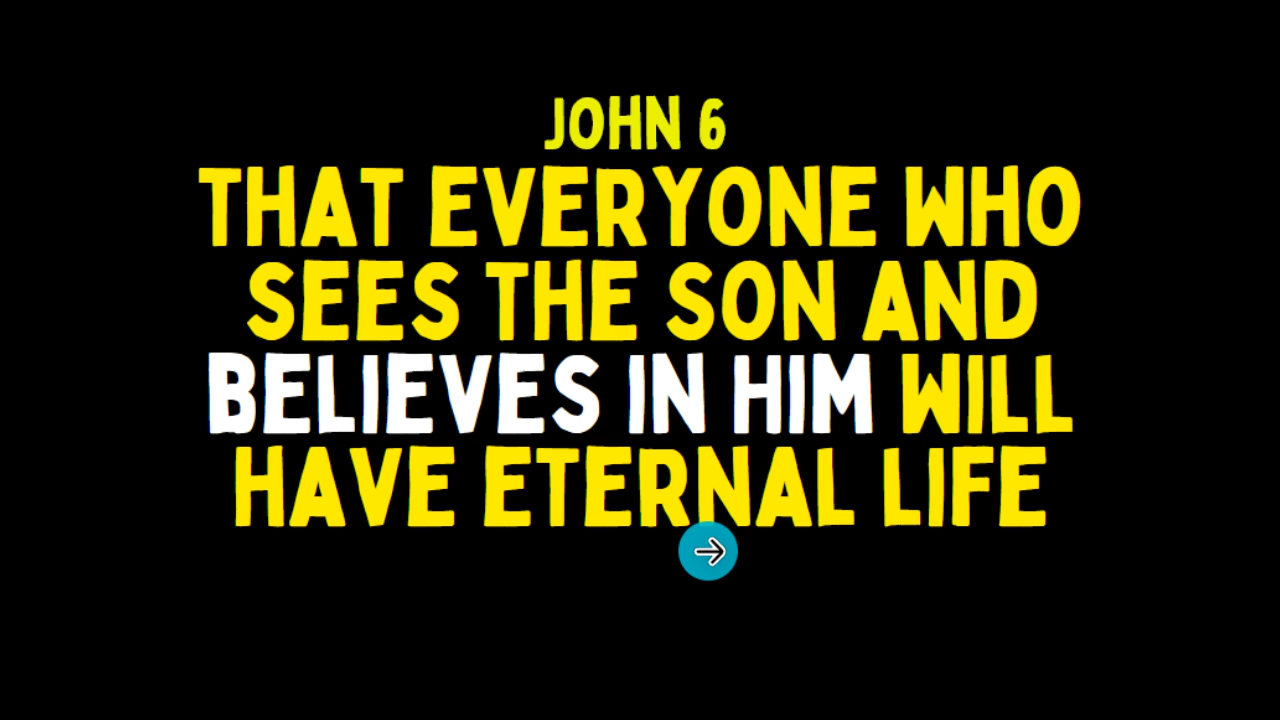 JOHN 6
THAT EVERYONE WHO
SEES THE SON AND
BELIEVES IN HIM WILL
HAVE ETERNAL LIFE